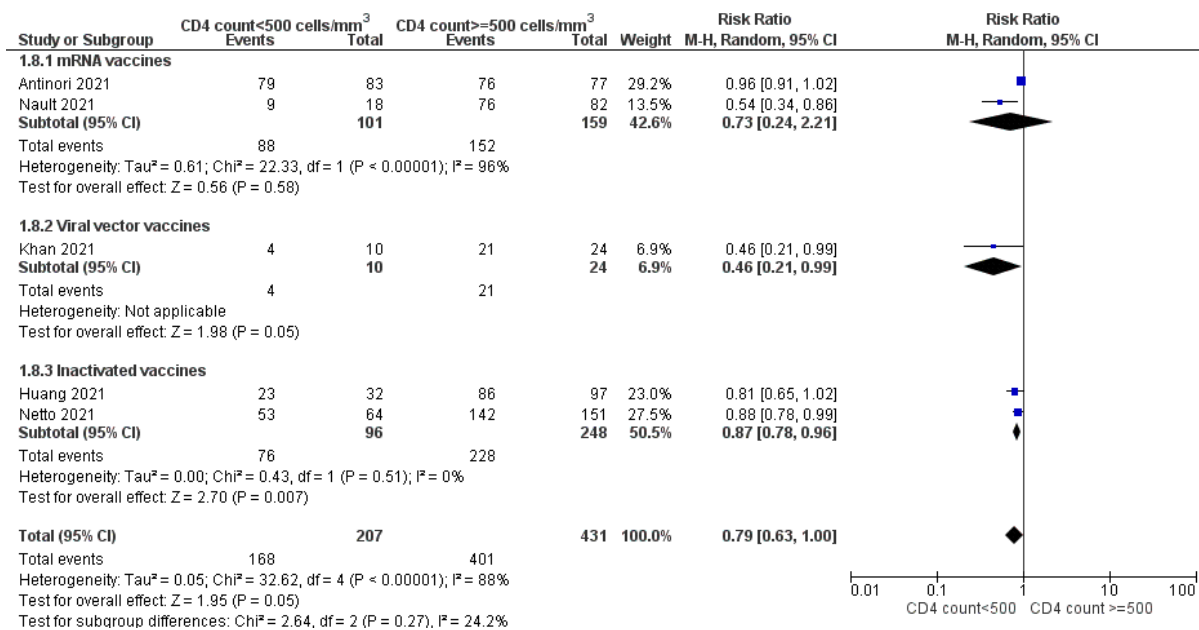 CD4 count<500 cells/mm³ CD4 count>=500 cells/mm³ Risk Ratio Risk Ratio
Study or Subgroup Events Total Events Total Weight M-H, Random, 95% CI M-H, Random, 95% CI
1.8.1 mRNA vaccines
Antinori 2021 79 83 76 77 29.2% 0.96 [0.91, 1.02]
Nault 2021 9 18 76 82 13.5% 0.54 [0.34, 0.86]
Subtotal (95% CI) 101 159 42.6% 0.73 [0.24, 2.21]
Total events 88 152
Heterogeneity: Tau² = 0.61; Chi² = 22.33, df = 1 (P < 0.00001); I² = 96%
Test for overall effect: Z = 0.56 (P = 0.58)
1.8.2 Viral vector vaccines
Khan 2021 4 10 21 24 6.9% 0.46 [0.21, 0.99]
Subtotal (95% CI) 10 24 6.9% 0.46 [0.21, 0.99]
Total events 4 21
Heterogeneity: Not applicable
Test for overall effect: Z = 1.98 (P = 0.05)
1.8.3 Inactivated vaccines
Huang 2021 23 32 86 97 23.0% 0.81 [0.65, 1.02]
Netto 2021 53 64 142 151 27.5% 0.88 [0.78, 0.99]
Subtotal (95% CI) 96 248 50.5% 0.87 [0.78, 0.96]
Total events 76 228
Heterogeneity: Tau² = 0.00; Chi² = 0.43, df = 1 (P = 0.51); I² = 0%
Test for overall effect: Z = 2.70 (P = 0.007)
Total (95% CI) 207 431 100.0% 0.79 [0.63, 1.00]
Total events 168 401
Heterogeneity: Tau² = 0.05; Chi² = 32.62, df = 4 (P < 0.00001); I² = 88%
Test for overall effect: Z = 1.95 (P = 0.05)
Test for subgroup differences: Chi² = 2.64, df = 2 (P = 0.27), I² = 24.2%
0.01 0.1 1 10 100
CD4 count<500 CD4 count >=500